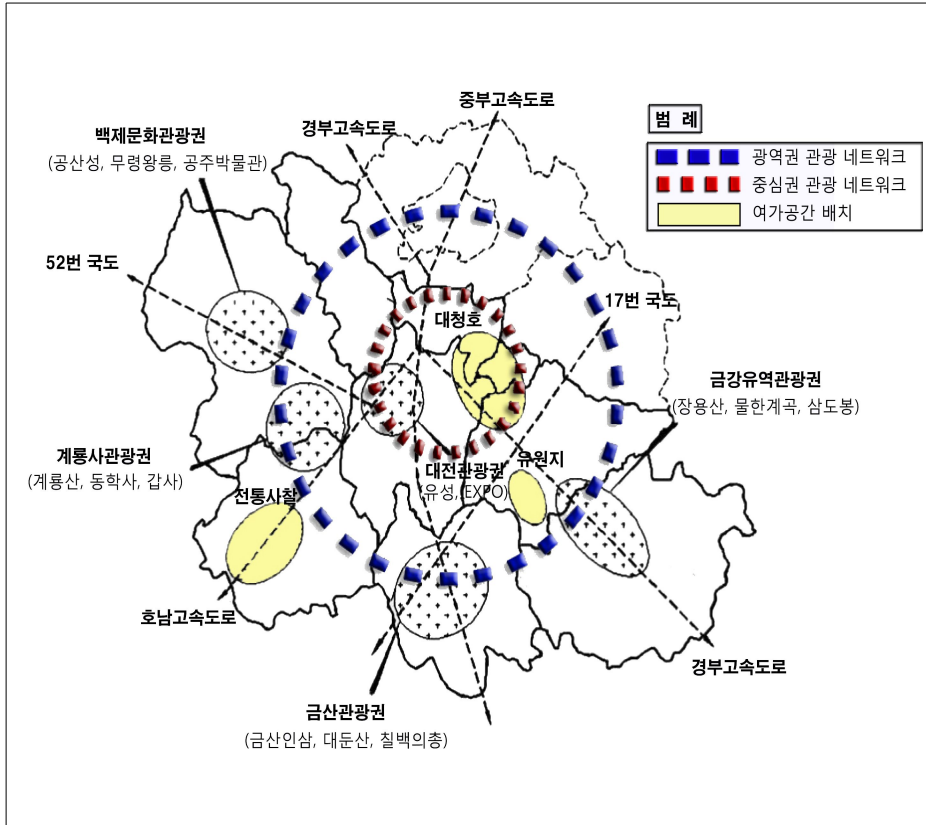 중부고속도로
경부고속도로
백제문화관광권
(공산성, 무령왕릉, 공주박물관)
범 례
광역권 관광 네트워크
중심권 관광 네트워크
여가공간 배치
52번 국도
17번 국도
대청호
금강유역관광권
(장용산, 물한계곡, 삼도봉)
계룡사관광권
(계룡산, 동학사, 갑사)
대전관광권
(유성, EXPO)
유원지
전통사찰
호남고속도로
경부고속도로
금산관광권
(금산인삼, 대둔산, 칠백의총)